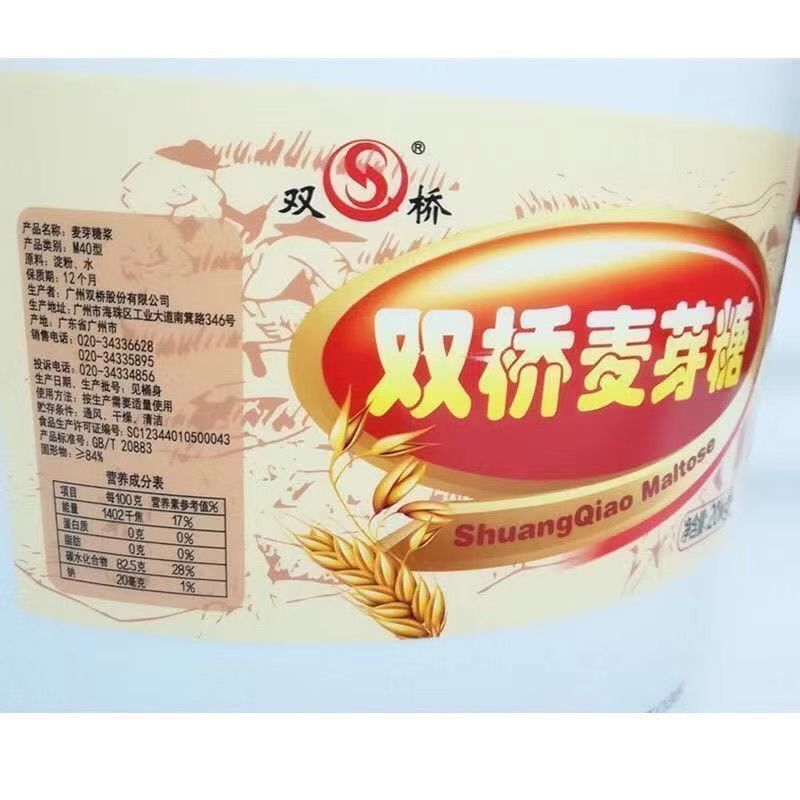 双桥®
双桥麦芽糖
ShuangQiao Maltose
产品名称：麦芽糖浆
产品类别：M40型
原料：淀粉、水
保质期：12个月
生产者：广州双桥股份有限公司
生产地址：广州市海珠区工业大道南箕路346号
产地：广东省广州市
销售电话：020-34336628
020-34335895
投诉电话：020-34334856
生产日期、生产批号：见桶身
使用方法：按生产需要适量使用
贮存条件：通风、干燥、清洁
食品生产许可证编号：SC12344010500043
产品标准号：GB/T 20883
固形物：≥84%
营养成分表
项目 每100克 营养素参考值%
能量 1402千焦 17%
蛋白质 0克 0%
脂肪 0克 0%
碳水化合物 82.5克 28%
钠 20毫克 1%
净含量:20kg